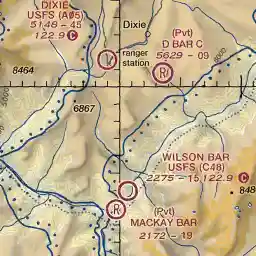 DIXIE
USFS (A05)
5148 - 45
122.9 C
Dixie
ranger
station
(Pvt)
D BAR C
5629 - 09
8000
8464
6867
R
R
WILSON BAR
USFS (C48)
2275 - 15 122.9 C
(Pvt)
MACKAY BAR
2172 - 19